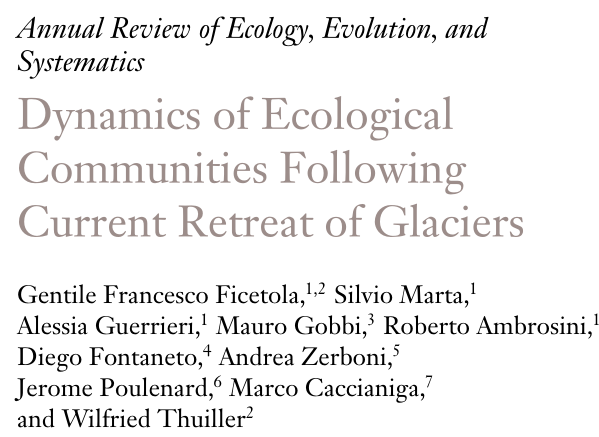 Annual Review of Ecology, Evolution, and
Systematics
Dynamics of Ecological
Communities Following
Current Retreat of Glaciers
Gentile Francesco Ficetola,1,2 Silvio Marta,1
Alessia Guerrieri,1 Mauro Gobbi,3 Roberto Ambrosini,1
Diego Fontaneto,4 Andrea Zerboni,5
Jerome Poulenard,6 Marco Caccianiga,7
and Wilfried Thuiller2